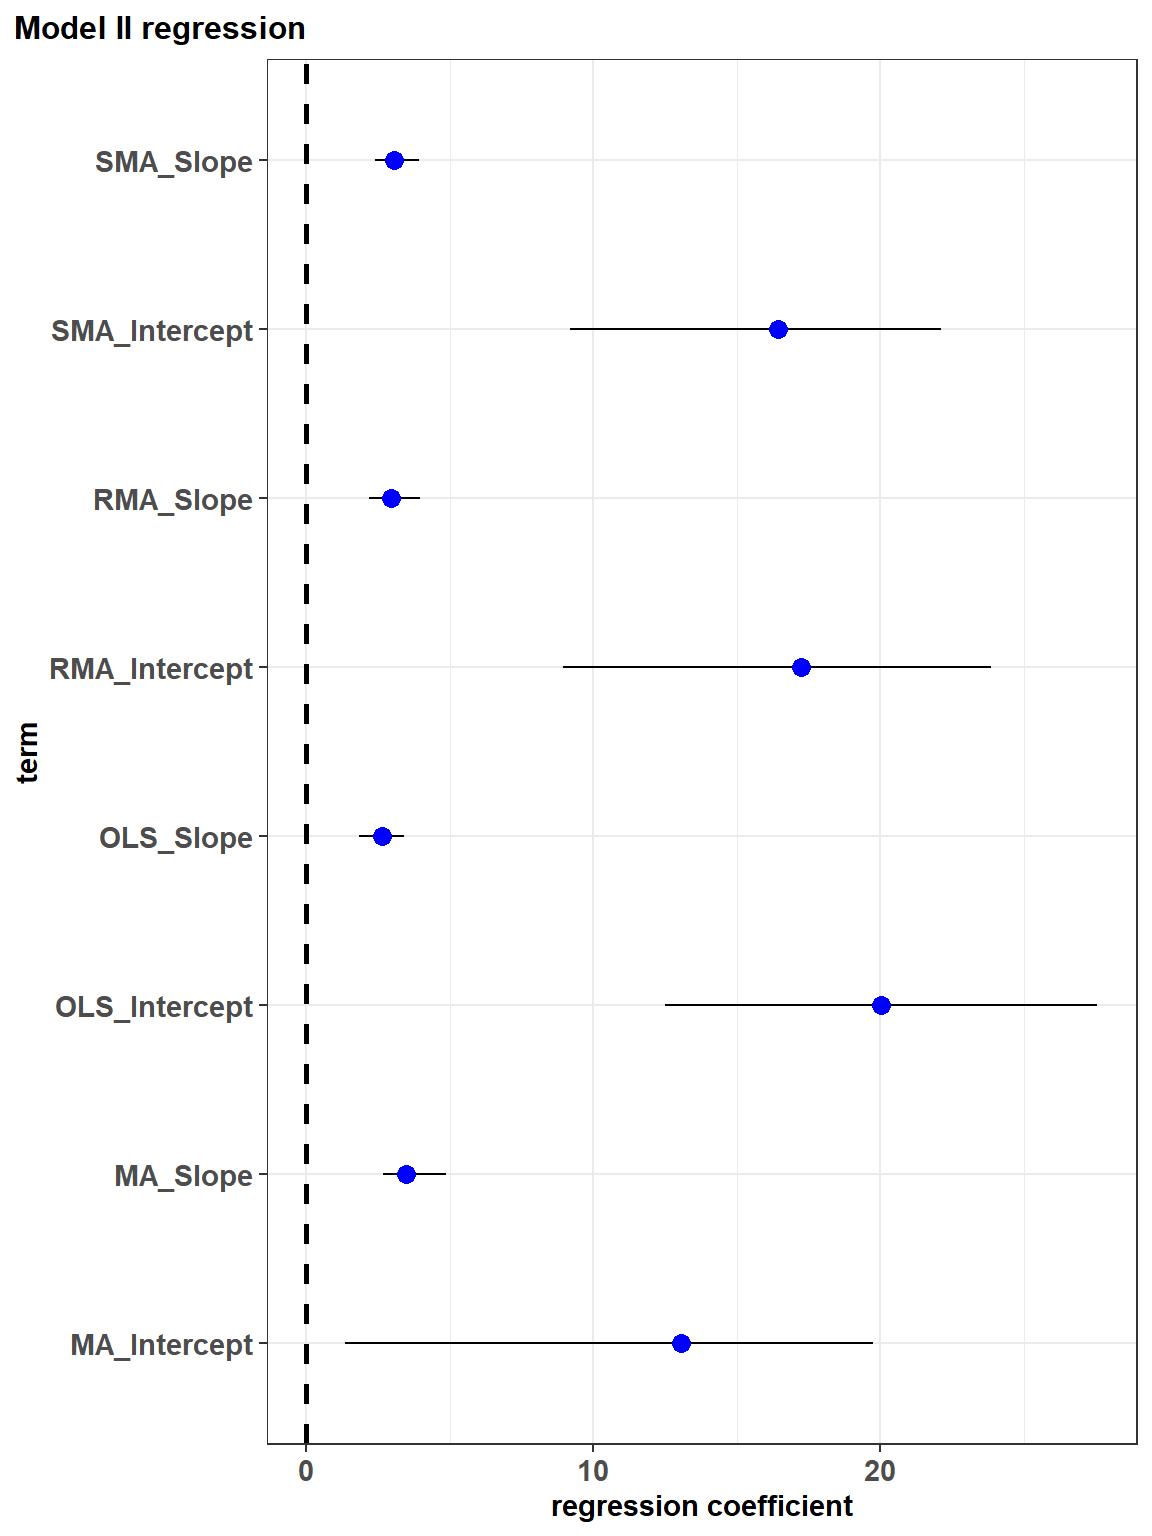 Model II regression
SMA_Slope
SMA_Intercept
RMA_Slope
RMA_Intercept
term
OLS_Slope
OLS_Intercept
MA_Slope
MA_Intercept
0 10 20
regression coefficient